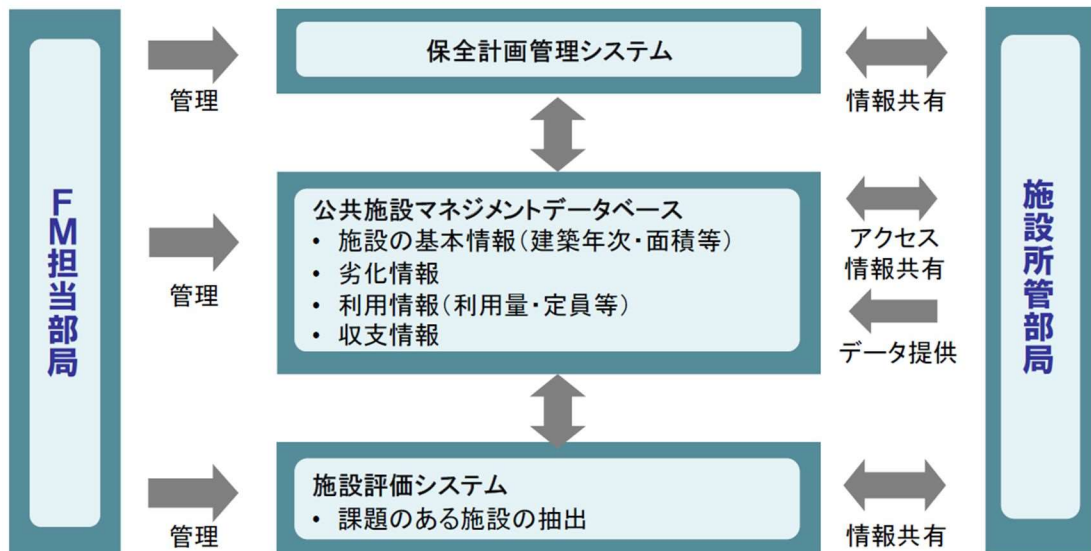 FM担当部局
管理
保全計画管理システム
情報共有
管理
公共施設マネジメントデータベース
• 施設の基本情報（建築年次・面積等）
• 劣化情報
• 利用情報（利用量・定員等）
• 収支情報
アクセス
情報共有
データ提供
管理
施設評価システム
• 課題のある施設の抽出
情報共有
施設所管部局